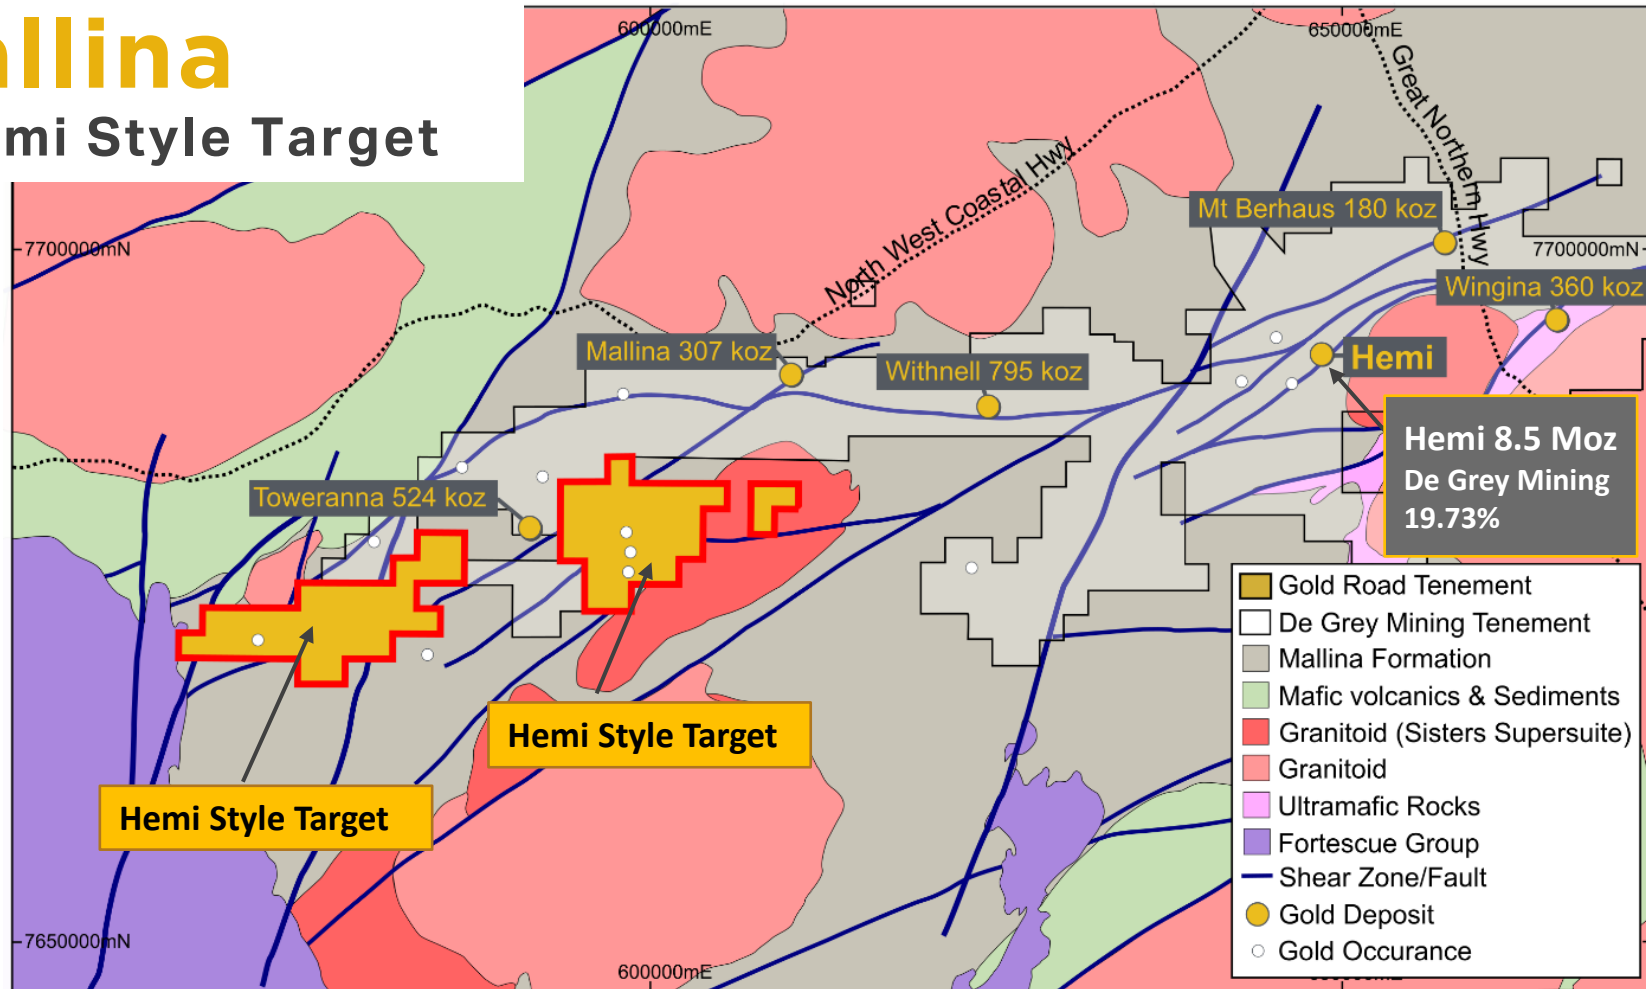 allina
mi Style Target
600000mE
650000mE
Great Northern Hwy
North West Coastal Hwy
Mt Berhaus 180 koz
7700000mN
7700000mN
Wingina 360 koz
Mallina 307 koz
Withnell 795 koz
Hemi
Hemi 8.5 Moz
De Grey Mining
19.73%
Toweranna 524 koz
Hemi Style Target
Hemi Style Target
Gold Road Tenement
De Grey Mining Tenement
Mallina Formation
Mafic volcanics & Sediments
Granitoid (Sisters Supersuite)
Granitoid
Ultramafic Rocks
Fortescue Group
Shear Zone/Fault
Gold Deposit
Gold Occurance
7650000mN
600000mE